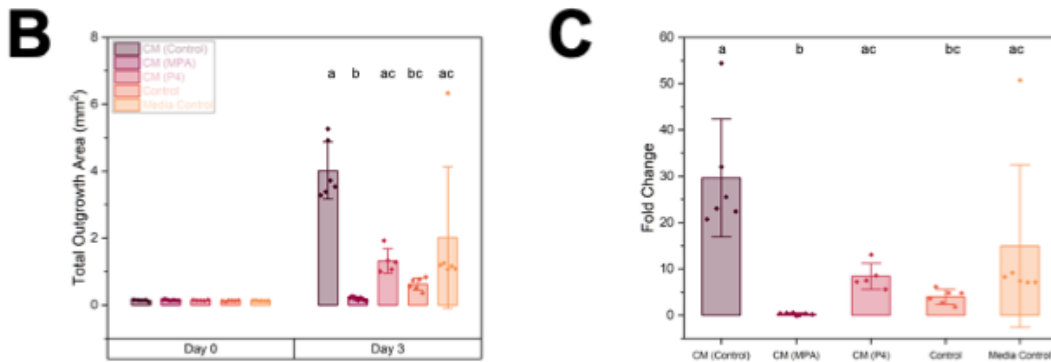 B
8
6
4
2
0
Total Outgrowth Area (mm²)
CM (Control)
CM (MPA)
CM (P4)
Control
Media Control
a b ac bc ac
Day 0 Day 3
C
60
50
40
30
20
10
0
Fold Change
a b ac bc ac
CM (Control) CM (MPA) CM (P4) Control Media Control